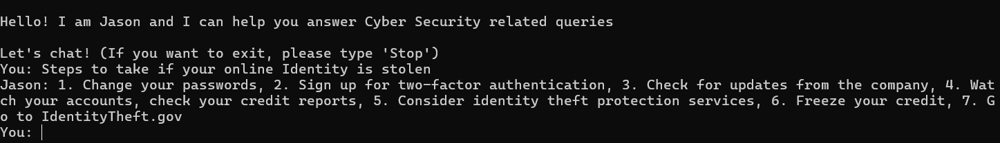 Hello! I am Jason and I can help you answer Cyber Security related queries
Let's chat! (If you want to exit, please type 'Stop')
You: Steps to take if your online Identity is stolen
Jason: 1. Change your passwords, 2. Sign up for two-factor authentication, 3. Check for updates from the company, 4. Wat
ch your accounts, check your credit reports, 5. Consider identity theft protection services, 6. Freeze your credit, 7. G
o to IdentityTheft.gov
You: